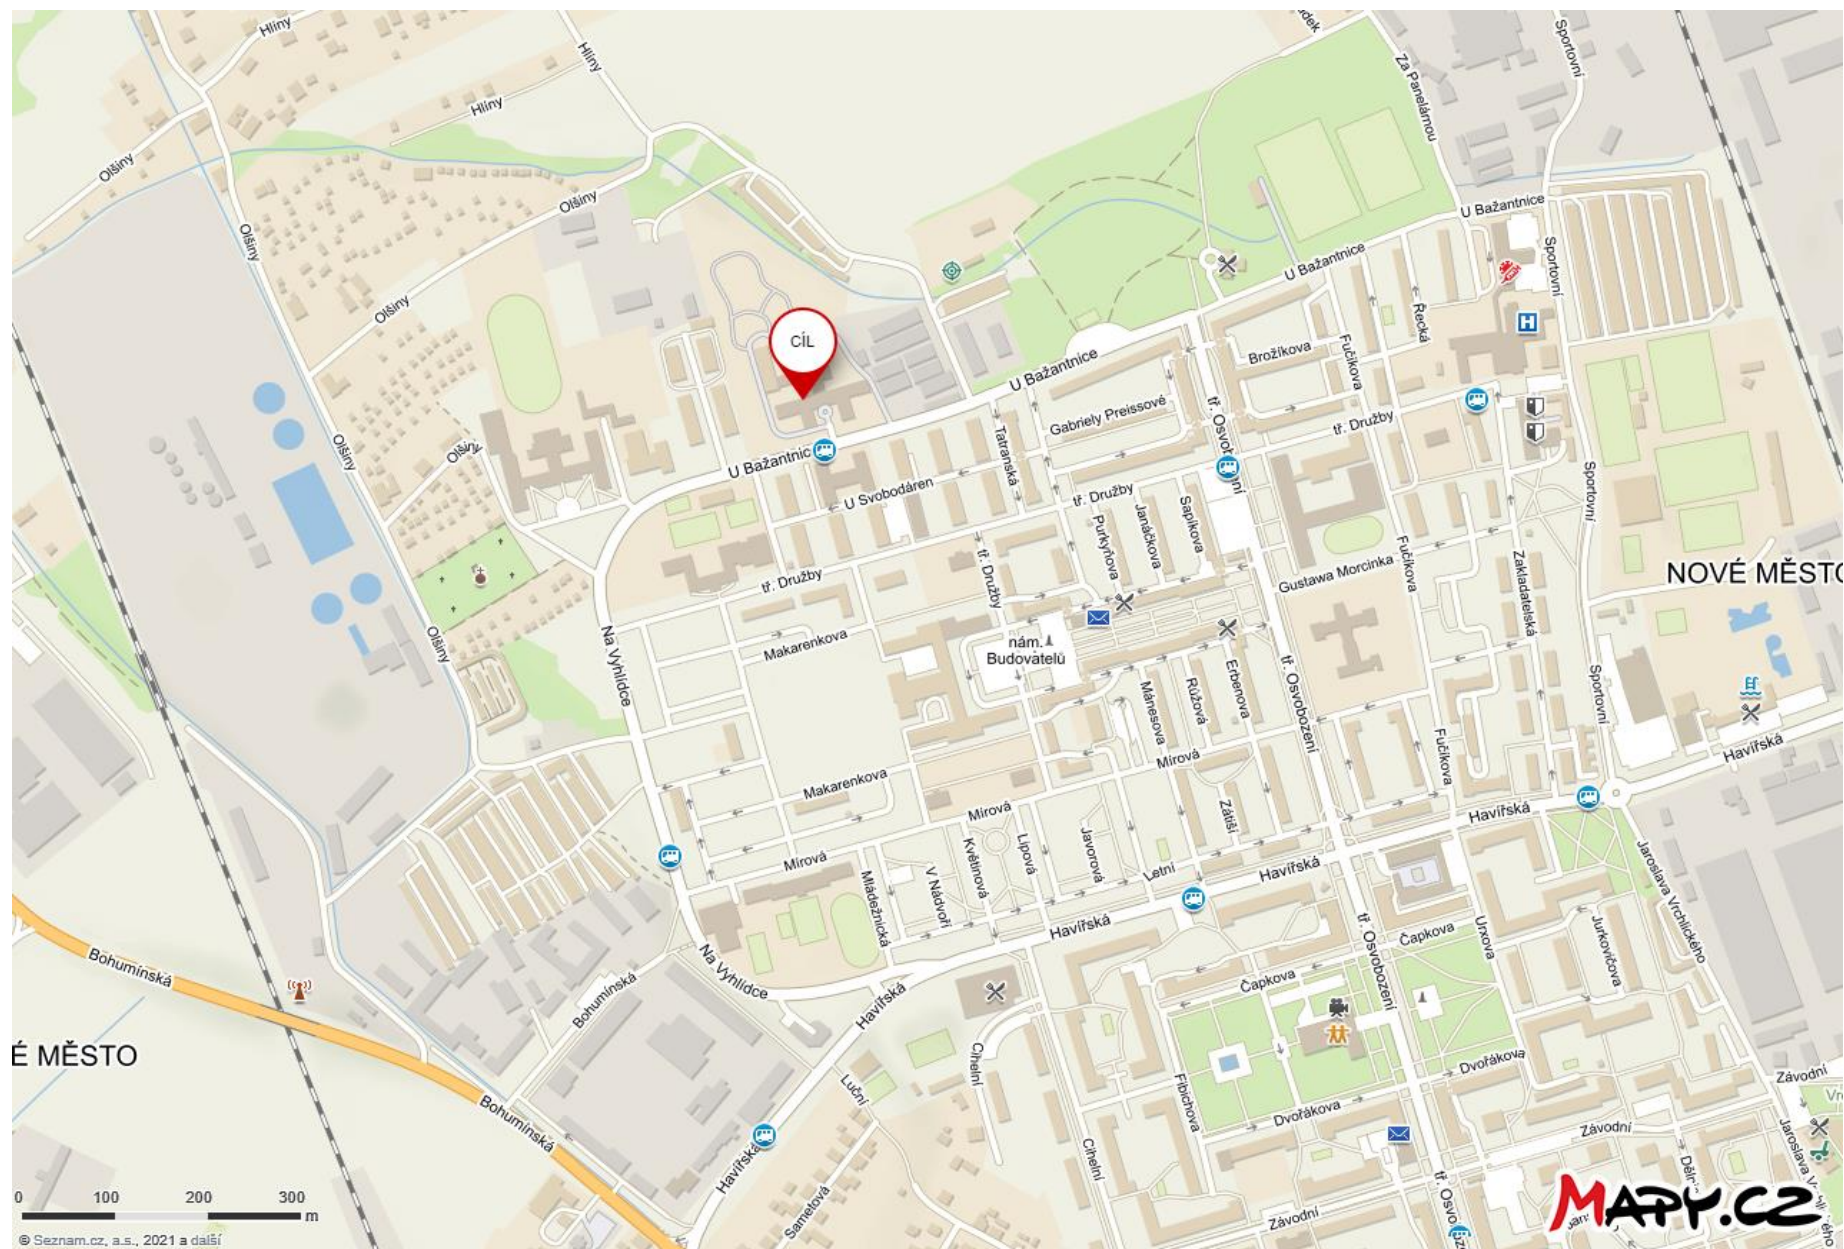 Hliny
Hliny
Hliny
Sportovní
Za Panelárnou
Olšiny
Olšiny
Olšiny
U Bažantnice
Sportovní
U Bažantnice
Olšiny
Řecká
CÍL
Fučíkova
Brožíkova
U Bažantnice
Gabriely Preissové
tř. Družby
Olšiny
Olšiny
U Bažantnic
Tatranská
U Svobodáren
tř. Družby
Sportovní
Sapíkova
Janáčkova
Purkyňova
tř. Družby
tř. Družby
Fučíkova
Gustawa Morcinka
Zakladatelská
NOVÉ MĚSTO
Olšiny
Na Vyhlídce
Makarenkova
nám.
Budovatelů
Mánesova
Růžová
Erbenova
tř. Osvobození
Sportovní
Fučíkova
Havířská
Mírová
Makarenkova
Mírová
Zátiší
Havířská
Mírová
Mládežnická
V Nádvoří
Květinová
Lipová
Javorová
Letní
Havířská
Havířská
Jaroslava Vrchlického
Urxova
Jurkovičova
Čapkova
tř. Osvobození
Čapkova
Bohumínská
Bohumínská
Na Vyhlídce
Havířská
É MĚSTO
Luční
Cihelní
Fibichova
Dvořákova
Dvořákova
Závodní
Bohumínská
Závodní
Havířská
Cihelní
Sametová
Závodní
0 100 200 300
m
MAPY.CZ
© Seznam.cz, a.s., 2021 a další